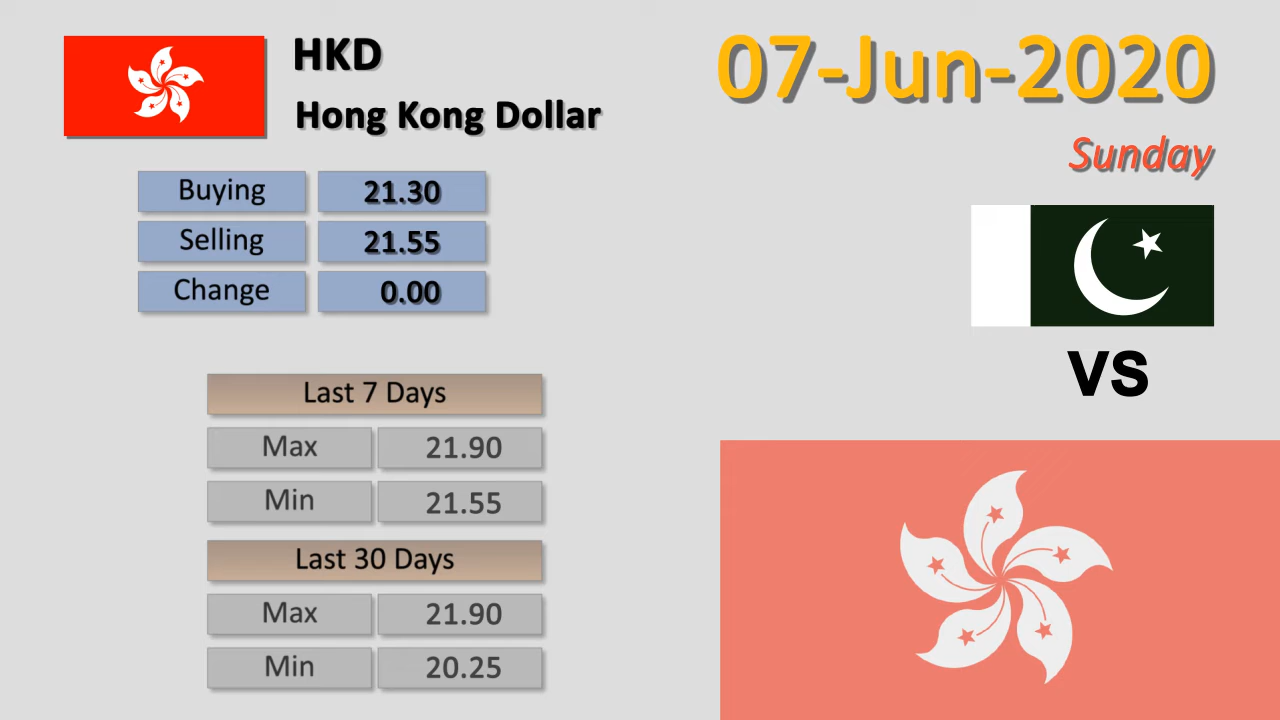 HKD
Hong Kong Dollar
07-Jun-2020
Sunday
Buying 21.30
Selling 21.55
Change 0.00
VS
Last 7 Days
Max 21.90
Min 21.55
Last 30 Days
Max 21.90
Min 20.25